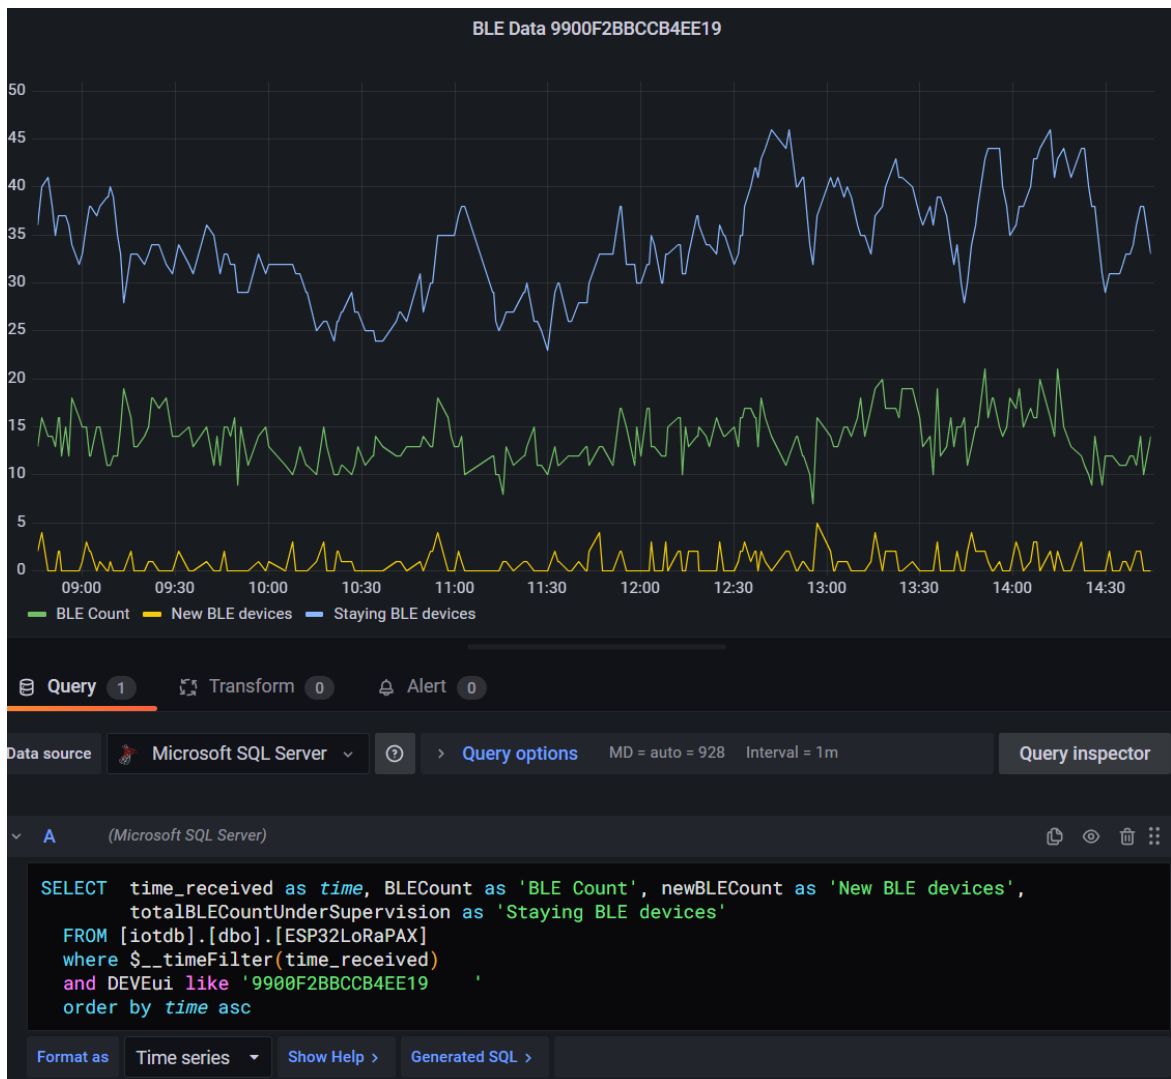 BLE Data 9900F2BBCCB4EE19
50
45
40
35
30
25
20
15
10
5
0
09:00 09:30 10:00 10:30 11:00 11:30 12:00 12:30 13:00 13:30 14:00 14:30
BLE Count New BLE devices Staying BLE devices
Query 1 Transform 0 Alert 0
Data source Microsoft SQL Server ? > Query options MD = auto = 928 Interval = 1m Query inspector
A (Microsoft SQL Server)
SELECT time_received as time, BLECount as 'BLE Count', newBLECount as 'New BLE devices',
totalBLECountUnderSupervision as 'Staying BLE devices'
FROM [iotdb].[dbo].[ESP32LoRaPAX]
where $__timeFilter(time_received)
and DEVEui like '9900F2BBCCB4EE19    '
order by time asc
Format as Time series Show Help > Generated SQL >